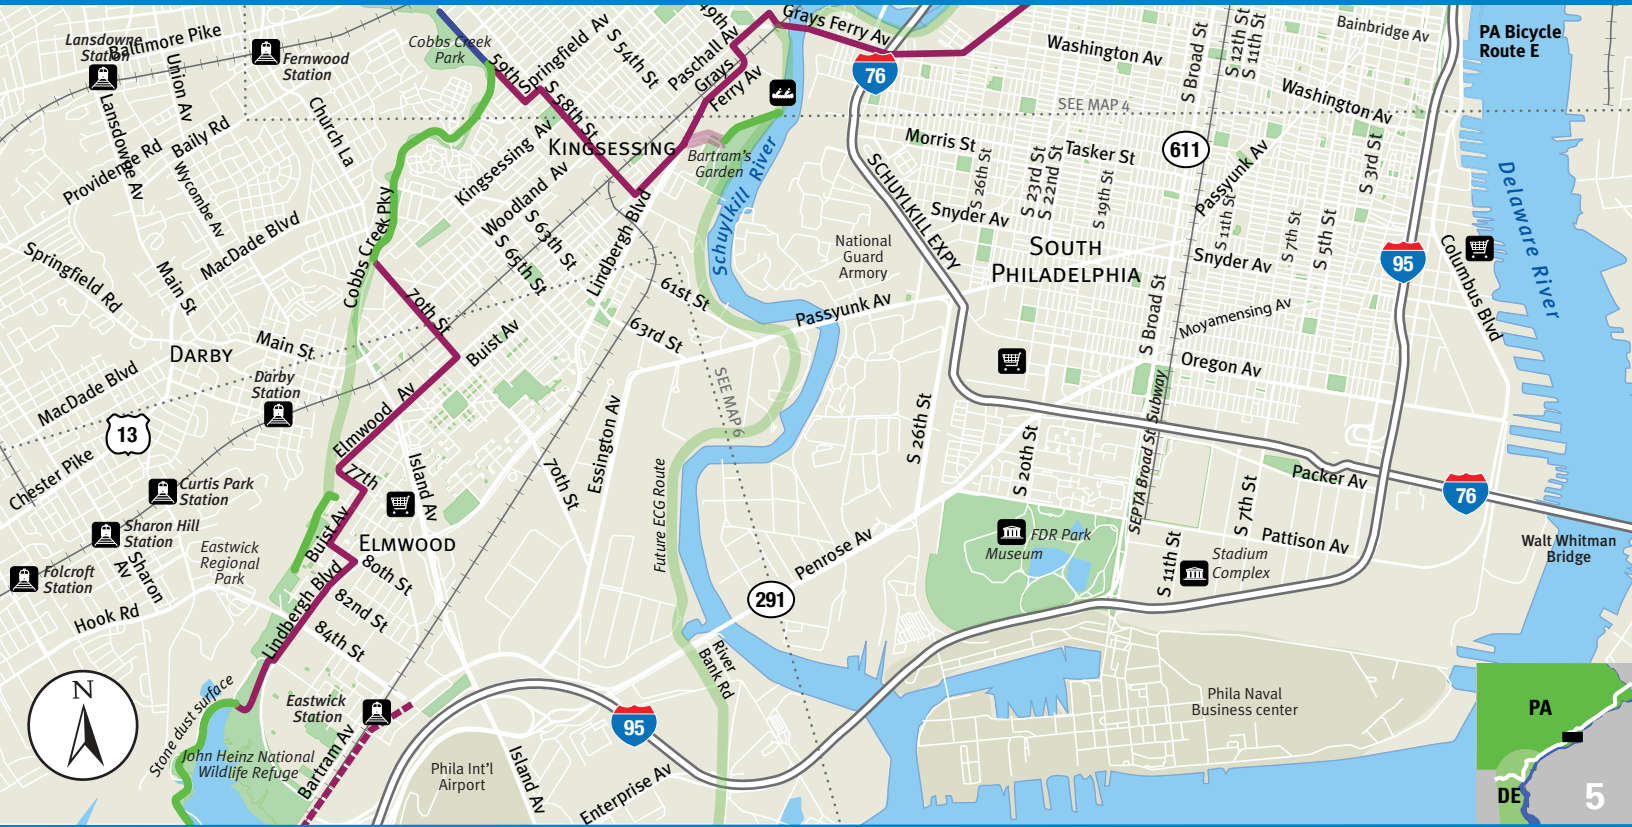 Lansdowne
Station
Baltimore Pike
Union Av
Fernwood
Station
Cobbs Creek
Park
59th
Springfield Av
S 54th St
49th
Paschall Av
Grays
Ferry Av
Grays Ferry Av
76
Washington Av
S Broad St
S 12th St
S 11th St
Bainbridge Av
PA Bicycle
Route E
Lansdowne Av
Church La
S 58th St
SEE MAP 4
Washington Av
Providence Rd
Baily Rd
Wycombe Av
Kingsessing Av
KINGSESSING
Bartram's
Garden
Schuylkill River
Morris St
Tasker St
611
Passyunk Av
S 3rd St
Delaware River
SCHUYLKILL EXPY
S 26th St
S 23rd St
S 22nd St
S 19th St
S 11th St
S 7th St
S 5th St
Snyder Av
Snyder Av
Woodland Av
S 63rd St
S 65th St
Lindbergh Blvd
MacDade Blvd
Springfield Rd
Main St
Cobbs Creek Pky
National
Guard
Armory
SOUTH
PHILADELPHIA
95
Columbus Blvd
70th St
61st St
63rd St
Passyunk Av
Moyamensing Av
S Broad St
Oregon Av
Main St
DARBY
Buist Av
MacDade Blvd
Darby
Station
SEE MAP 6
13
Elmwood Av
Essington Av
S 26th St
S 20th St
SEPTA Broad St Subway
Chester Pike
77th
Island Av
70th St
Future ECG Route
Packer Av
76
Curtis Park
Station
Sharon Hill
Station
Sharon
Av
Eastwick
Regional
Park
Buist Av
ELMWOOD
Penrose Av
FDR Park
Museum
S 7th St
Pattison Av
S 11th St
Stadium
Complex
Walt Whitman
Bridge
Folcroft
Station
Hook Rd
80th St
82nd St
84th St
Lindbergh Blvd
291
River
Bank Rd
N
Stone dust surface
Eastwick
Station
95
Phila Naval
Business center
PA
John Heinz National
Wildlife Refuge
Bartram Av
Phila Int'l
Airport
Island Av
Enterprise Av
DE
5